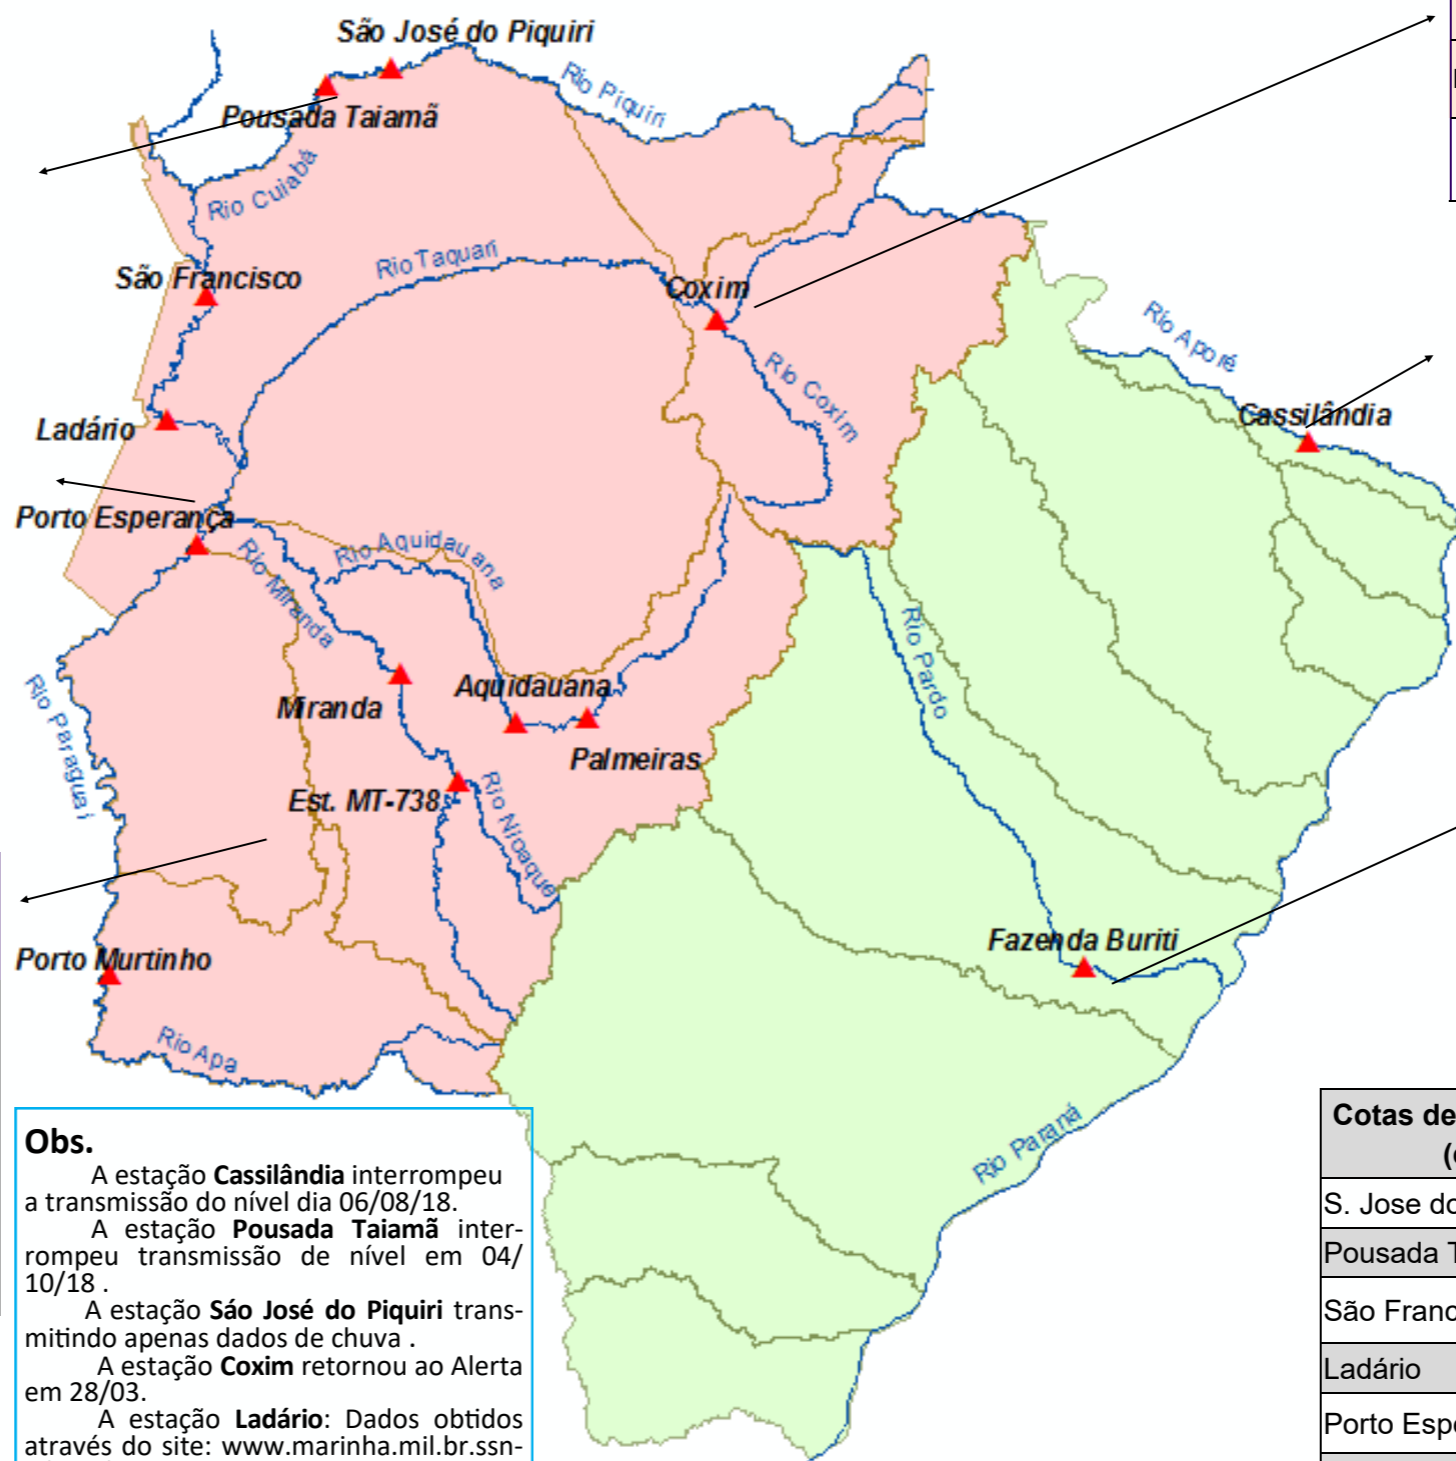 São José do Piquiri
Rio Piquiri
Pousada Taiamã
Rio Cuiabá
Rio Taquari
São Francisco
Coxim
Rio Aporé
Rio Coxim
Cassilândia
Ladário
Porto Esperança
Rio Aquidauana
Rio Miranda
Rio Pardo
Rio Paraguai
Aquidauana
Miranda
Palmeiras
Est. MT-738
Rio Nioaque
Fazenda Buriti
Porto Murtinho
Rio Apa
Rio Paraná
Obs.
A estação Cassilândia interrompeu
a transmissão do nível dia 06/08/18.
A estação Pousada Taiamã inter-
rompeu transmissão de nível em 04/
10/18 .
A estação Sáo José do Piquiri trans-
mitindo apenas dados de chuva .
A estação Coxim retornou ao Alerta
em 28/03.
A estação Ladário: Dados obtidos
através do site: www.marinha.mil.br.ssn-
Cotas de
S. Jose do
Pousada
São Franc
Ladário
Porto Esp